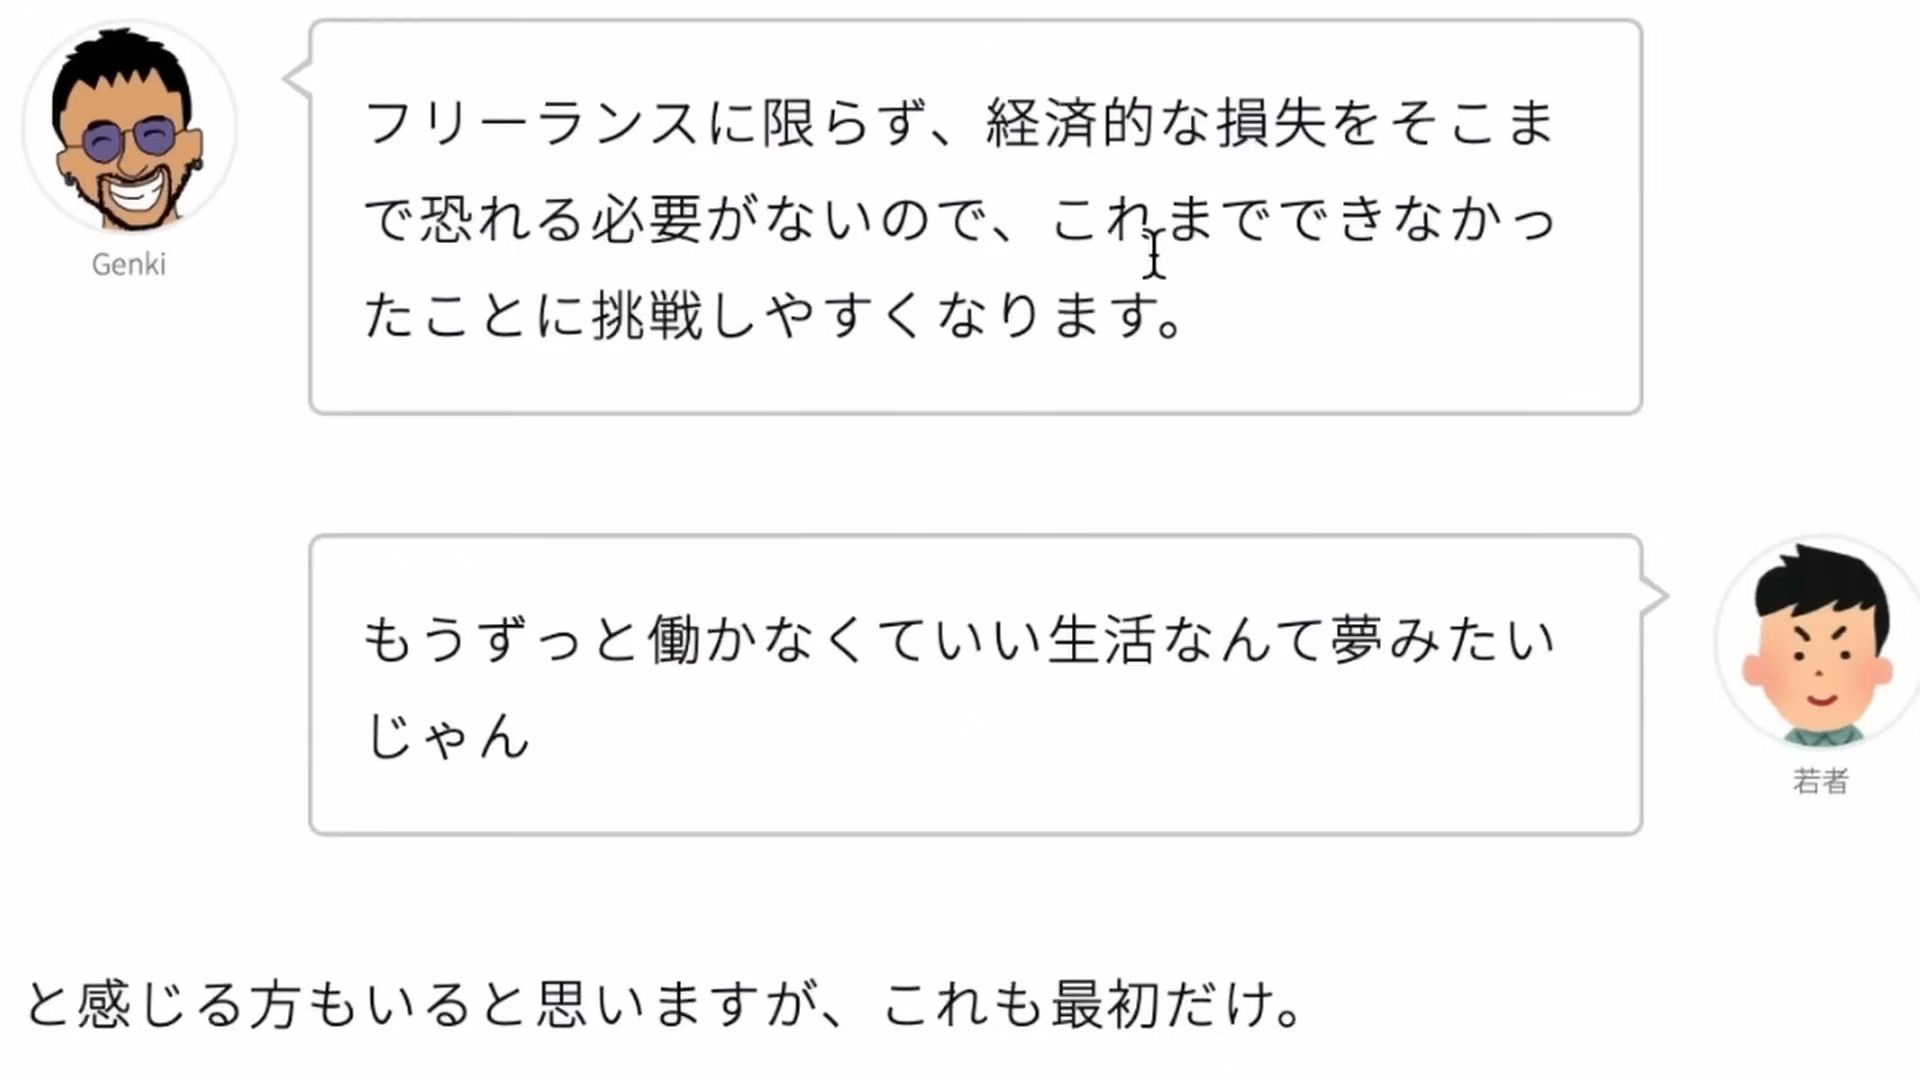 フリーランスに限らず、経済的な損失をそこま
で恐れる必要がないので、これまでできなかっ
たことに挑戦しやすくなります。
Genki
もうずっと働かなくていい生活なんて夢みたい
じゃん
若者
と感じる方もいると思いますが、これも最初だけ。